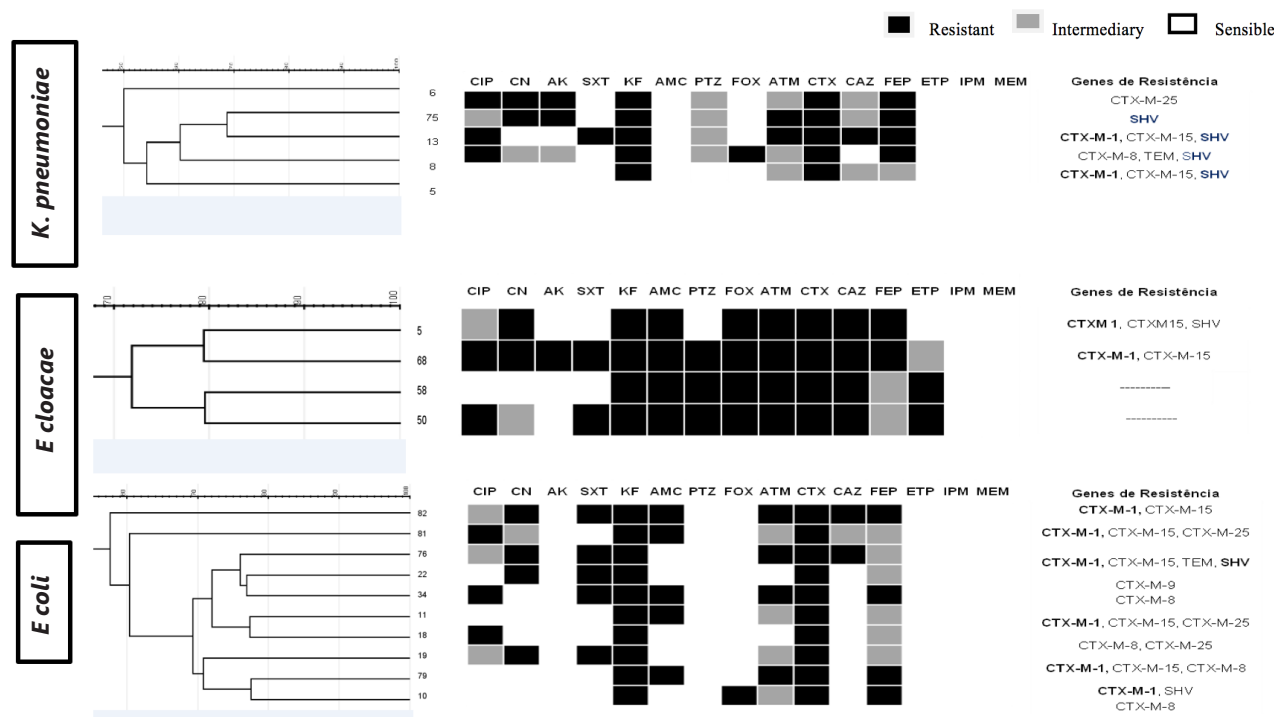 Resistant Intermediary Sensible
K. pneumoniae
CIP CN AK SXT KF AMC PTZ FOX ATM CTX CAZ FEP ETP IPM MEM
Genes de Resistência
6
CTX-M-25
75
SHV
13
CTX-M-1, CTX-M-15, SHV
8
CTX-M-8, TEM, SHV
5
CTX-M-1, CTX-M-15, SHV
E cloacae
70 80 90 100
CIP CN AK SXT KF AMC PTZ FOX ATM CTX CAZ FEP ETP IPM MEM
Genes de Resistência
5
CTXM 1, CTXM15, SHV
68
CTX-M-1, CTX-M-15
58
----------
50
----------
E coli
CIP CN AK SXT KF AMC PTZ FOX ATM CTX CAZ FEP ETP IPM MEM
Genes de Resistência
82
CTX-M-1, CTX-M-15
81
CTX-M-1, CTX-M-15, CTX-M-25
76
CTX-M-1, CTX-M-15, TEM, SHV
22
CTX-M-9
34
CTX-M-8
11
CTX-M-1, CTX-M-15, CTX-M-25
18
CTX-M-8, CTX-M-25
19
CTX-M-1, CTX-M-15, CTX-M-8
79
CTX-M-1, SHV
10
CTX-M-8